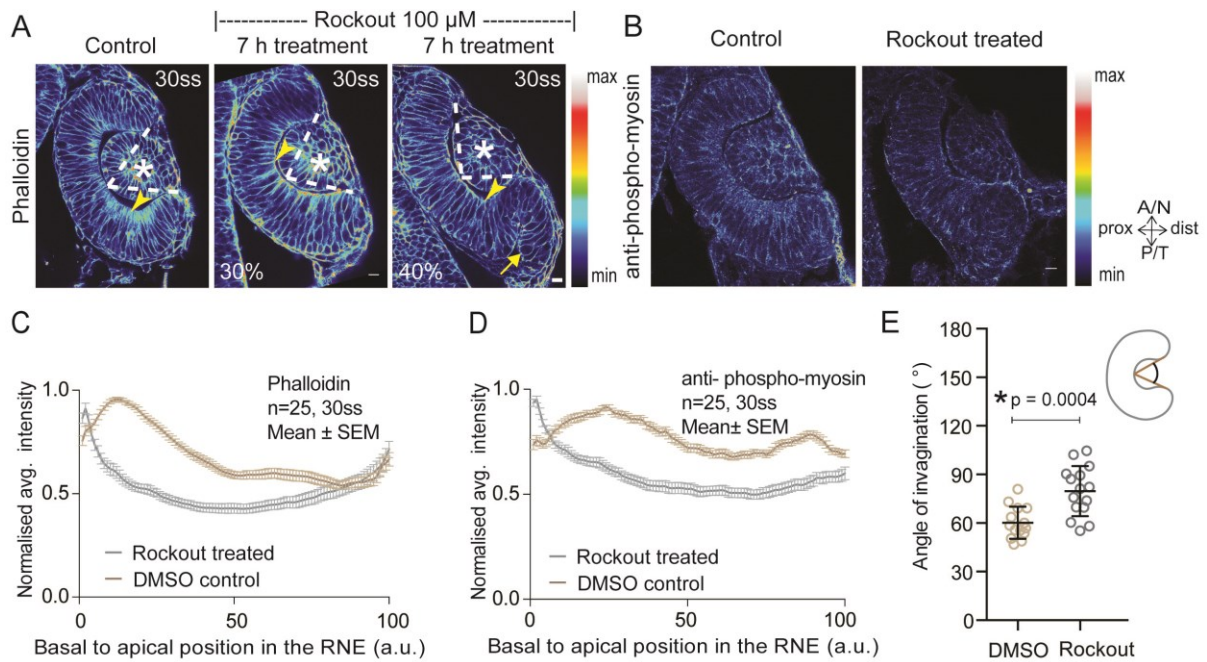 A
|------------ Rockout 100 µM ------------|
Control
7 h treatment
7 h treatment
Phalloidin
30ss
30ss
30%
30ss
40%
max
min
B
Control
Rockout treated
anti-phospho-myosin
max
min
A/N
prox dist
P/T
C
Normalised avg. intensity
1.0
0.5
0.0
Phalloidin
n=25, 30ss
Mean ± SEM
Rockout treated
DMSO control
0 50 100
Basal to apical position in the RNE (a.u.)
D
Normalised avg. intensity
1.0
0.5
0.0
anti- phospho-myosin
n=25, 30ss
Mean± SEM
Rockout treated
DMSO control
0 50 100
Basal to apical position in the RNE (a.u.)
E
Angle of invagination ( ° )
180
150
120
90
60
30
0
* p = 0.0004
DMSO Rockout